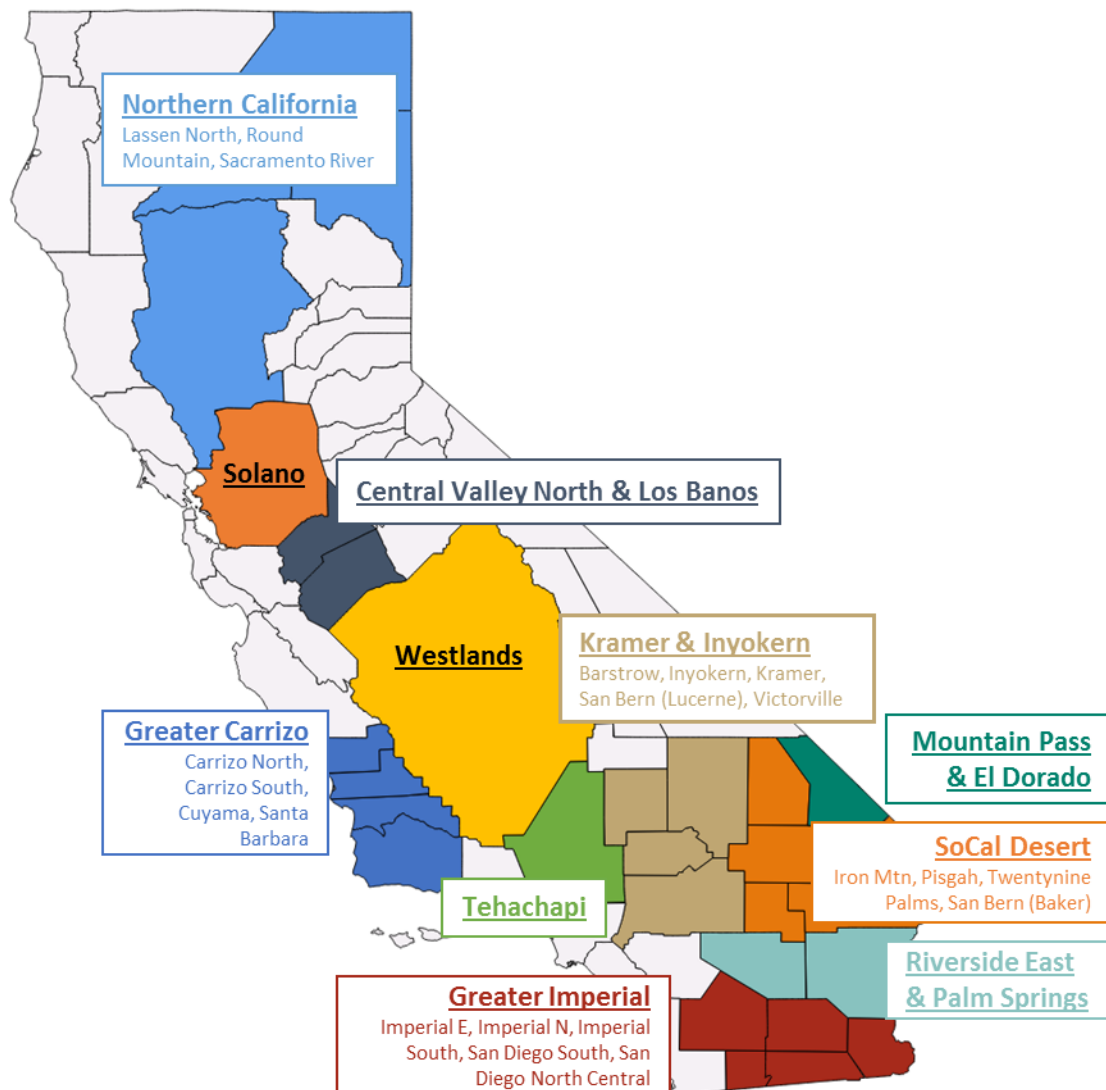 Northern California
Lassen North, Round
Mountain, Sacramento River
Solano
Central Valley North & Los Banos
Westlands
Kramer & Inyokern
Barstrow, Inyokern, Kramer,
San Bern (Lucerne), Victorville
Greater Carrizo
Carrizo North,
Carrizo South,
Cuyama, Santa
Barbara
Mountain Pass
& El Dorado
SoCal Desert
Iron Mtn, Pisgah, Twentynine
Palms, San Bern (Baker)
Tehachapi
Riverside East
& Palm Springs
Greater Imperial
Imperial E, Imperial N, Imperial
South, San Diego South, San
Diego North Central